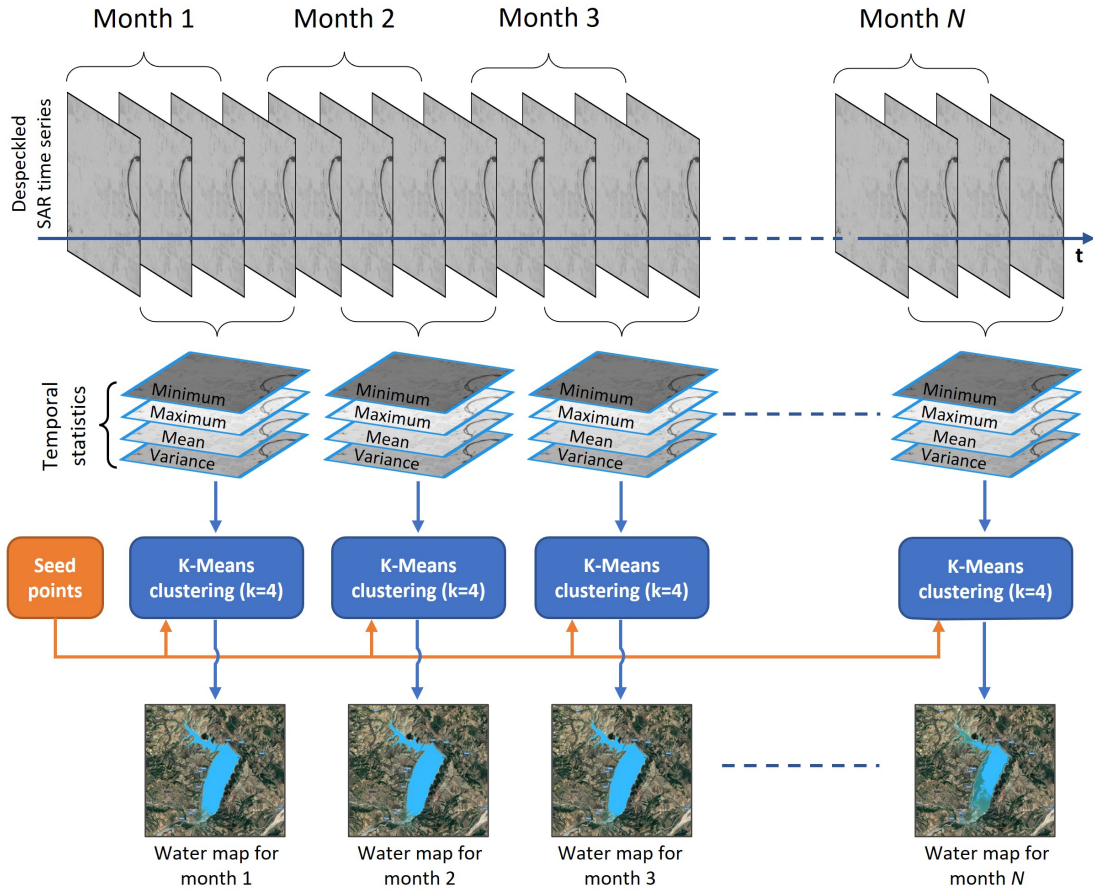 Month 1
Month 2
Month 3
Month N
Despeckled
SAR time series
t
Temporal
statistics
Minimum
Maximum
Mean
Variance
Minimum
Maximum
Mean
Variance
Minimum
Maximum
Mean
Variance
Minimum
Maximum
Mean
Variance
Seed
points
K-Means
clustering (k=4)
K-Means
clustering (k=4)
K-Means
clustering (k=4)
K-Means
clustering (k=4)
Water map for
month 1
Water map for
month 2
Water map for
month 3
Water map for
month N